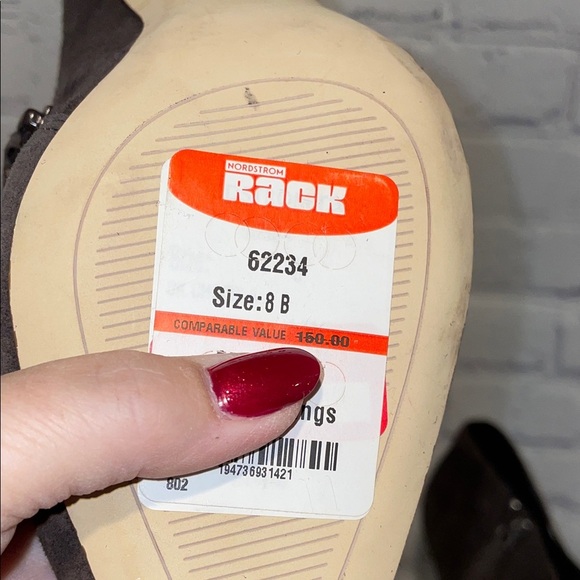 NORDSTROM
Rack
62234
Size:8 B
COMPARABLE VALUE 150.00
ngs
194736931421
802